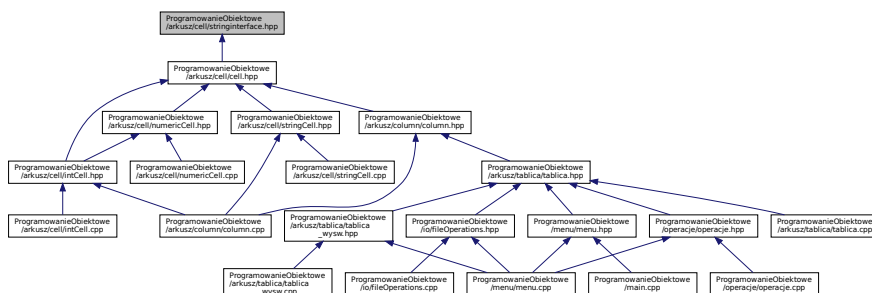 ProgramowanieObiektowe
/arkusz/cell/stringinterface.hpp
ProgramowanieObiektowe
/arkusz/cell/cell.hpp
ProgramowanieObiektowe
/arkusz/cell/numericCell.hpp
ProgramowanieObiektowe
/arkusz/cell/stringCell.hpp
ProgramowanieObiektowe
/arkusz/column/column.hpp
ProgramowanieObiektowe
/arkusz/cell/intCell.hpp
ProgramowanieObiektowe
/arkusz/cell/numericCell.cpp
ProgramowanieObiektowe
/arkusz/cell/stringCell.cpp
ProgramowanieObiektowe
/arkusz/tablica/tablica.hpp
ProgramowanieObiektowe
/arkusz/cell/intCell.cpp
ProgramowanieObiektowe
/arkusz/column/column.cpp
ProgramowanieObiektowe
/arkusz/tablica/tablica
_wysw.hpp
ProgramowanieObiektowe
/io/fileOperations.hpp
ProgramowanieObiektowe
/menu/menu.hpp
ProgramowanieObiektowe
/operacje/operacje.hpp
ProgramowanieObiektowe
/arkusz/tablica/tablica.cpp
ProgramowanieObiektowe
/arkusz/tablica/tablica
_wysw.cpp
ProgramowanieObiektowe
/io/fileOperations.cpp
ProgramowanieObiektowe
/menu/menu.cpp
ProgramowanieObiektowe
/main.cpp
ProgramowanieObiektowe
/operacje/operacje.cpp